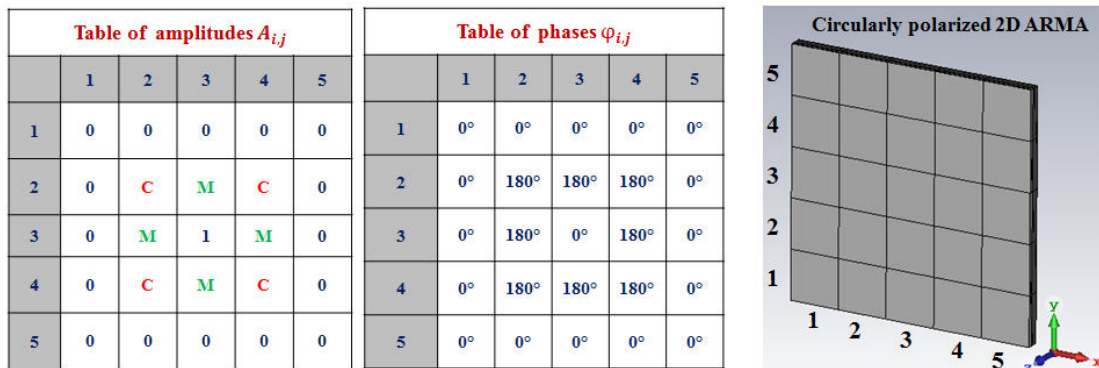 Table of amplitudes A_{i,j}
1 2 3 4 5
1 0 0 0 0 0
2 0 C M C 0
3 0 M 1 M 0
4 0 C M C 0
5 0 0 0 0 0
Table of phases φ_{i,j}
1 2 3 4 5
1 0° 0° 0° 0° 0°
2 0° 180° 180° 180° 0°
3 0° 180° 0° 180° 0°
4 0° 180° 180° 180° 0°
5 0° 0° 0° 0° 0°
Circularly polarized 2D ARMA
5
4
3
2
1
1 2 3 4 5
y
z x